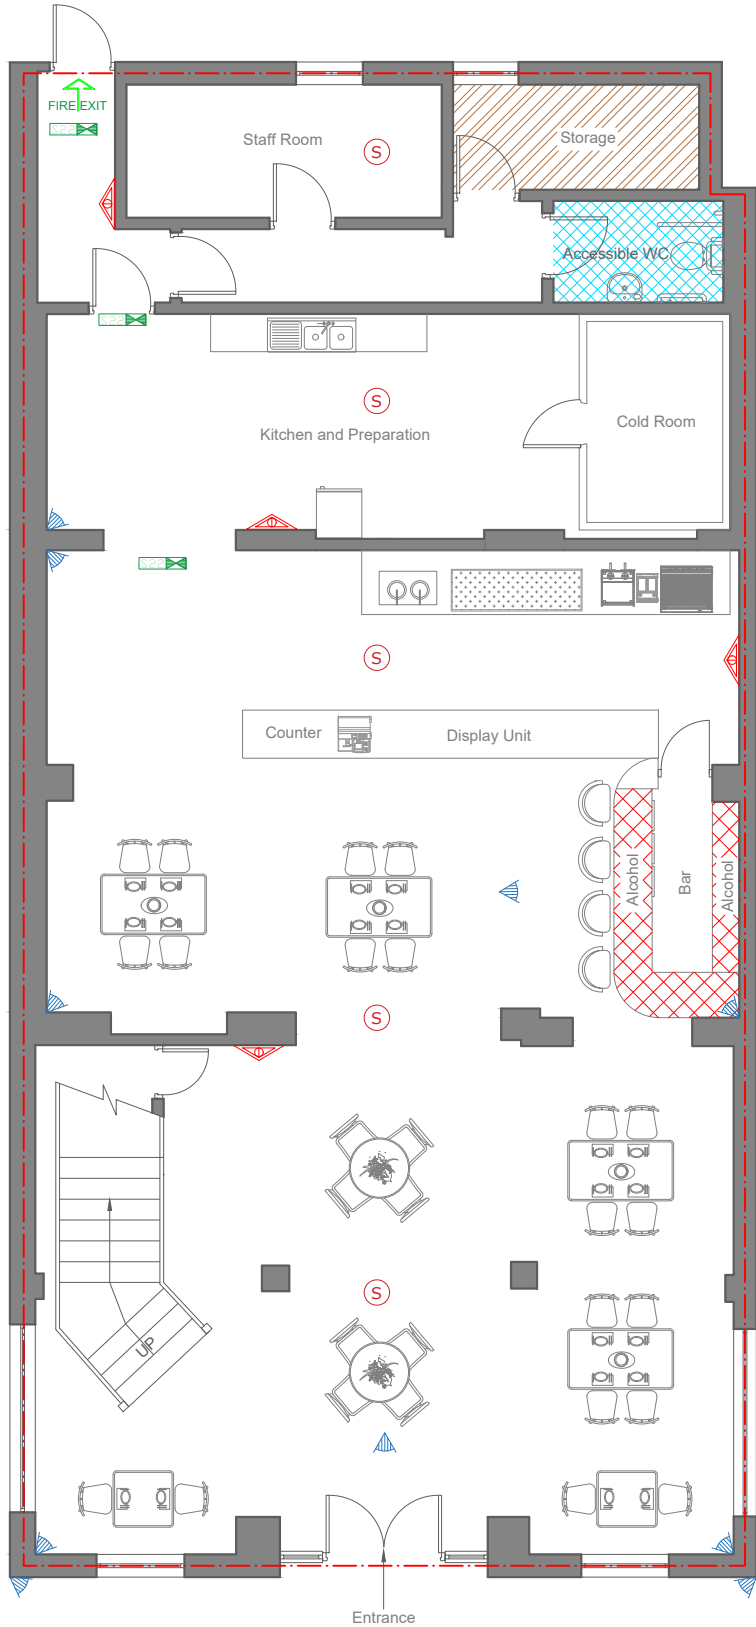 FIRE EXIT
Staff Room
S
Storage
Accessible WC
S
Kitchen and Preparation
Cold Room
S
Counter
Display Unit
Alcohol
Bar
Alcohol
S
S
UP
Entrance